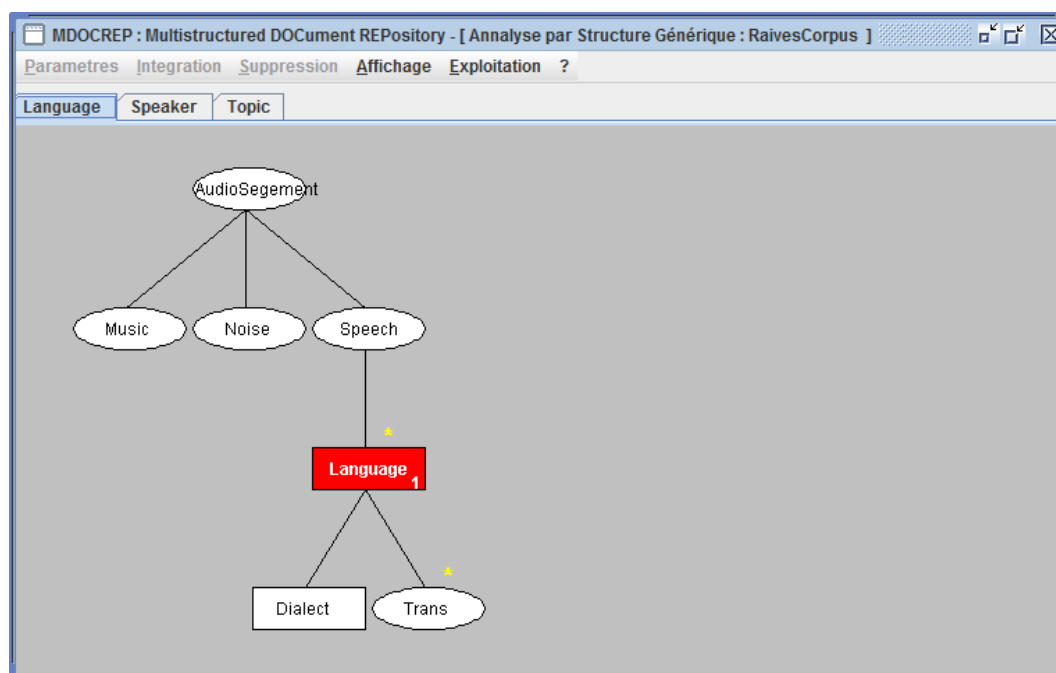 MDOCREP : Multistructured DOCument REPository - [ Annalyse par Structure Générique : RaivesCorpus ]
Parametres Integration Suppression Affichage Exploitation ?
Language Speaker Topic
AudioSegement
Music Noise Speech
*
Language 1
*
Dialect Trans